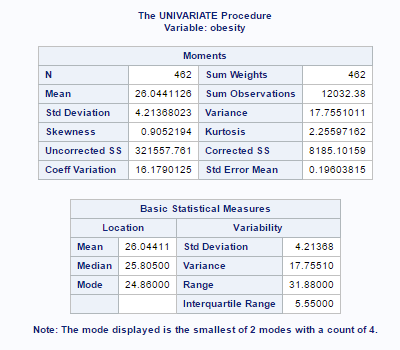 The UNIVARIATE Procedure
Variable: obesity
Moments
N 462 Sum Weights 462
Mean 26.0441126 Sum Observations 12032.38
Std Deviation 4.21368023 Variance 17.7551011
Skewness 0.9052194 Kurtosis 2.25597162
Uncorrected SS 321557.761 Corrected SS 8185.10159
Coeff Variation 16.1790125 Std Error Mean 0.19603815
Basic Statistical Measures
Location Variability
Mean 26.04411 Std Deviation 4.21368
Median 25.80500 Variance 17.75510
Mode 24.86000 Range 31.88000
Interquartile Range 5.55000
Note: The mode displayed is the smallest of 2 modes with a count of 4.